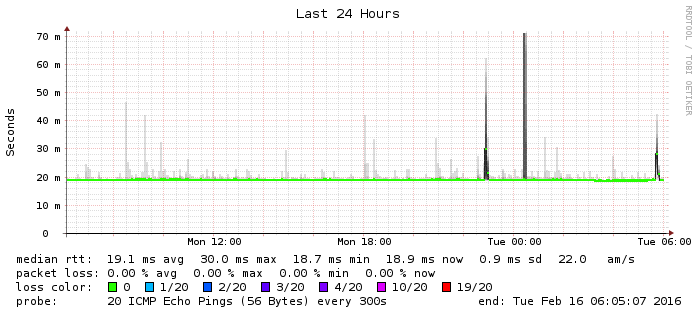 Last 24 Hours
RRDTOOL / TOBI OETIKER
Seconds
70 m
60 m
50 m
40 m
30 m
20 m
10 m
0
Mon 12:00 Mon 18:00 Tue 00:00 Tue 06:00
median rtt: 19.1 ms avg 30.0 ms max 18.7 ms min 18.9 ms now 0.9 ms sd 22.0 am/s
packet loss: 0.00 % avg 0.00 % max 0.00 % min 0.00 % now
loss color: 0 1/20 2/20 3/20 4/20 10/20 19/20
probe: 20 ICMP Echo Pings (56 Bytes) every 300s end: Tue Feb 16 06:05:07 2016